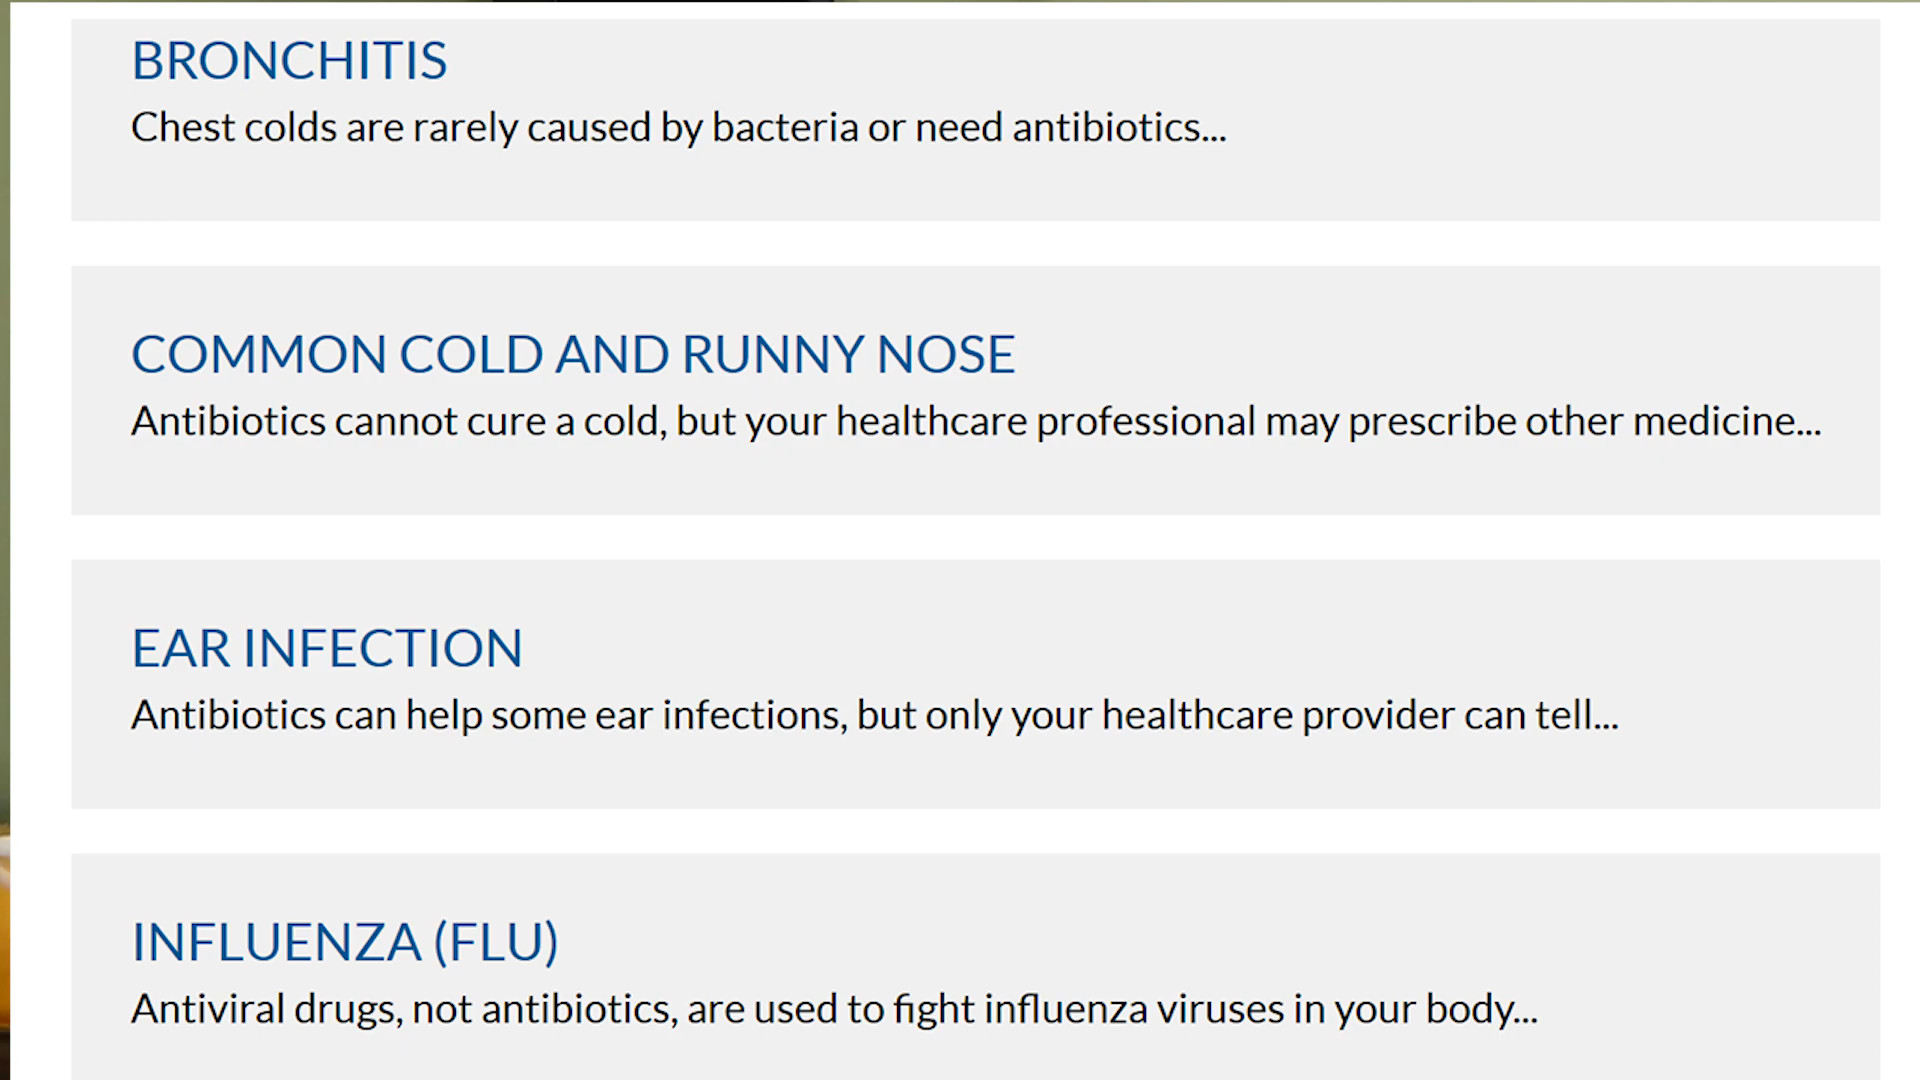 BRONCHITIS
Chest colds are rarely caused by bacteria or need antibiotics...
COMMON COLD AND RUNNY NOSE
Antibiotics cannot cure a cold, but your healthcare professional may prescribe other medicine...
EAR INFECTION
Antibiotics can help some ear infections, but only your healthcare provider can tell...
INFLUENZA (FLU)
Antiviral drugs, not antibiotics, are used to fight influenza viruses in your body...